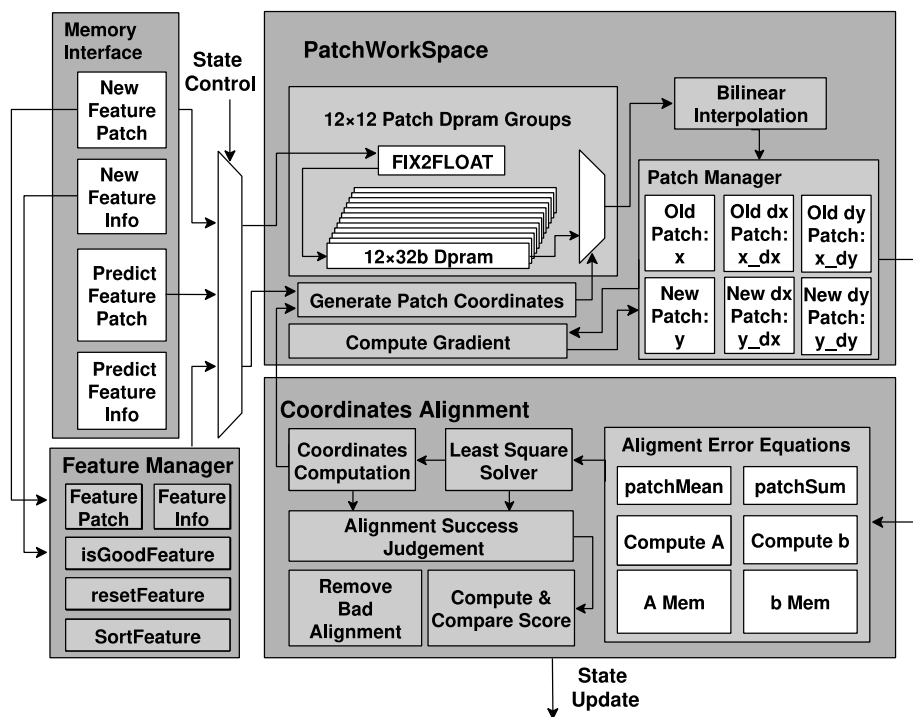 Memory
Interface
New
Feature
Patch
New
Feature
Info
Predict
Feature
Patch
Predict
Feature
Info
State
Control
PatchWorkSpace
12×12 Patch Dpram Groups
FIX2FLOAT
12×32b Dpram
Generate Patch Coordinates
Compute Gradient
Bilinear
Interpolation
Patch Manager
Old
Patch:
x
Old dx
Patch:
x_dx
Old dy
Patch:
x_dy
New
Patch:
y
New dx
Patch:
y_dx
New dy
Patch:
y_dy
Feature Manager
Feature
Patch
Feature
Info
isGoodFeature
resetFeature
SortFeature
Coordinates Alignment
Coordinates
Computation
Least Square
Solver
Alignment Success
Judgement
Remove
Bad
Alignment
Compute &
Compare Score
Aligment Error Equations
patchMean
patchSum
Compute A
Compute b
A Mem
b Mem
State
Update